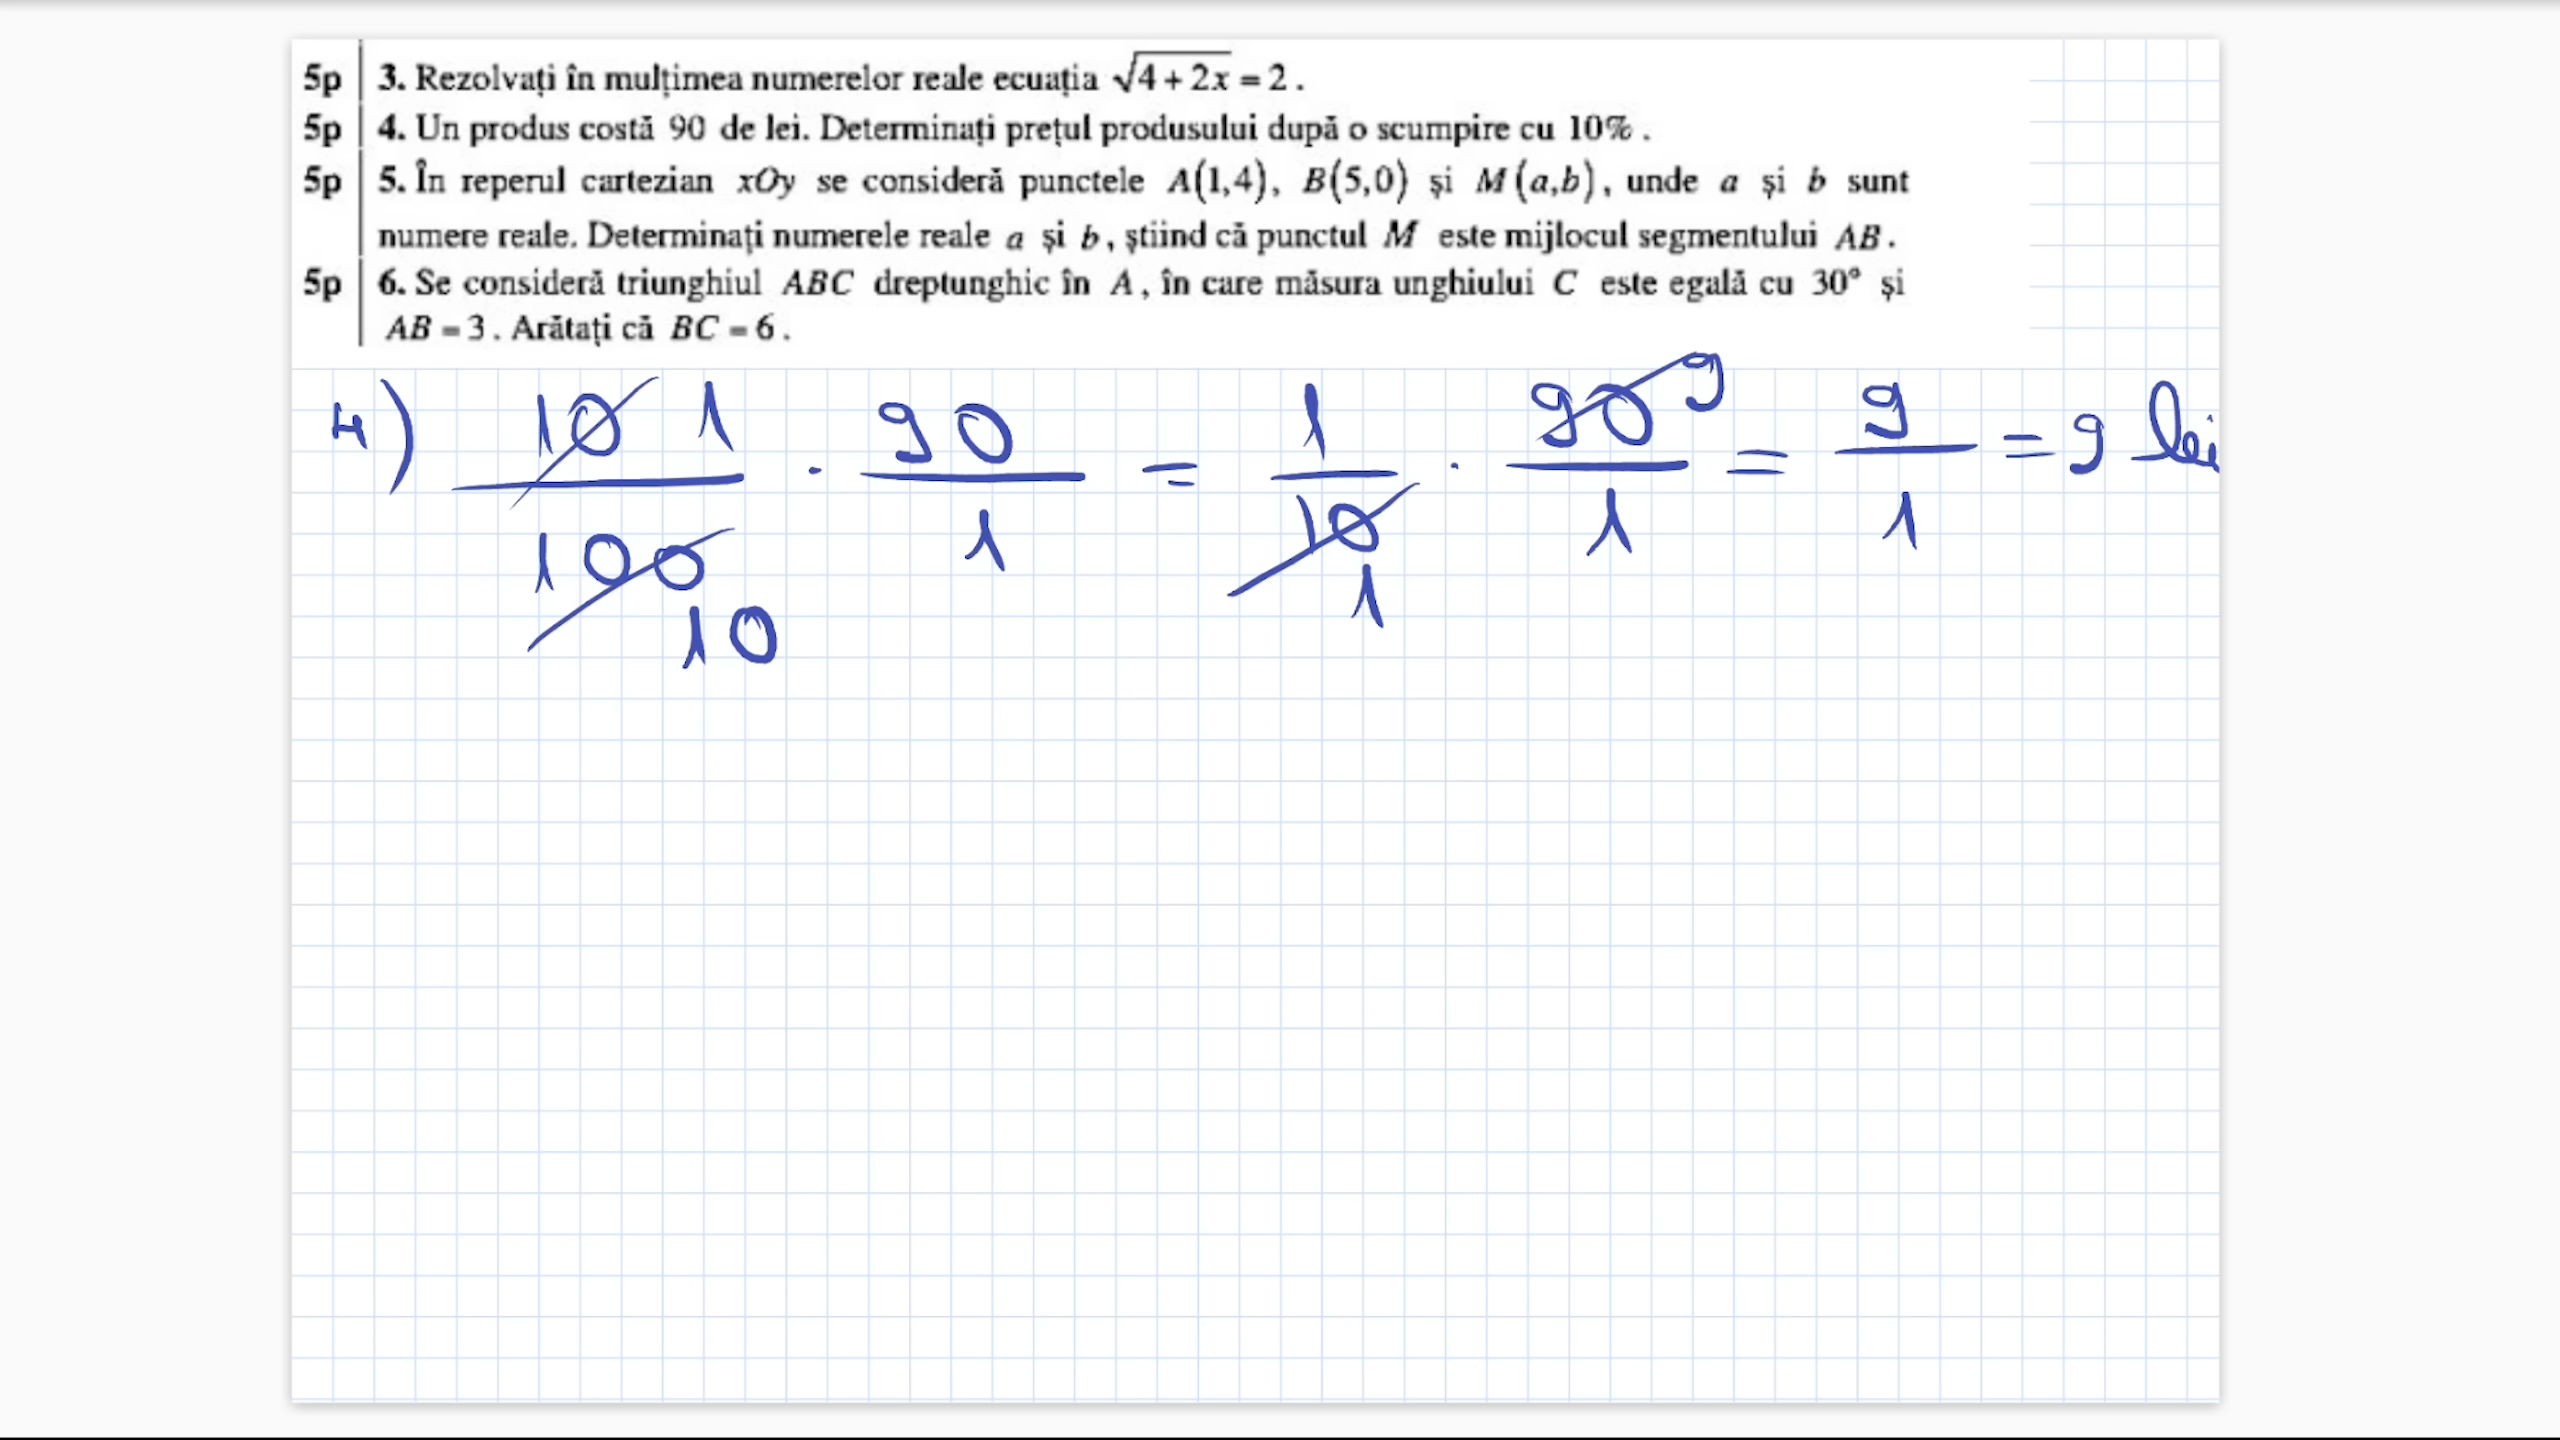 5p 3. Rezolvați în mulțimea numerelor reale ecuația √4 + 2x = 2 .
5p 4. Un produs costă 90 de lei. Determinați prețul produsului după o scumpire cu 10% .
5p 5. În reperul cartezian xOy se consideră punctele A(1,4), B(5,0) și M(a,b), unde a și b sunt
numere reale. Determinați numerele reale a și b, știind că punctul M este mijlocul segmentului AB.
5p 6. Se consideră triunghiul ABC dreptunghic în A, în care măsura unghiului C este egală cu 30° și
AB = 3. Arătați că BC = 6.
4) 10 1 / 100 10 · 90 / 1 = 1 / 10 1 · 90 9 / 1 = 9 / 1 = 9 lei